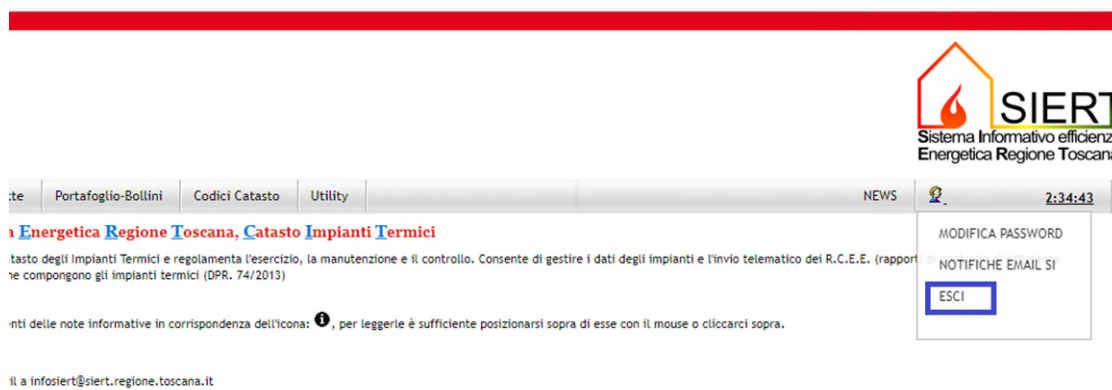 SIERT
Sistema Informativo efficienz
Energetica Regione Toscana
tte Portafoglio-Bollini Codici Catasto Utility NEWS 2:34:43
a Energetica Regione Toscana, Catasto Impianti Termici
MODIFICA PASSWORD
tasto degli Impianti Termici e regolamenta l'esercizio, la manutenzione e il controllo. Consente di gestire i dati degli impianti e l'invio telematico dei R.C.E.E. (rapport
NOTIFICHE EMAIL SI
ne compongono gli impianti termici (DPR. 74/2013)
ESCI
nti delle note informative in corrispondenza dell'icona: , per leggerle è sufficiente posizionarsi sopra di esse con il mouse o cliccarci sopra.
il a infosiert@siert.regione.toscana.it